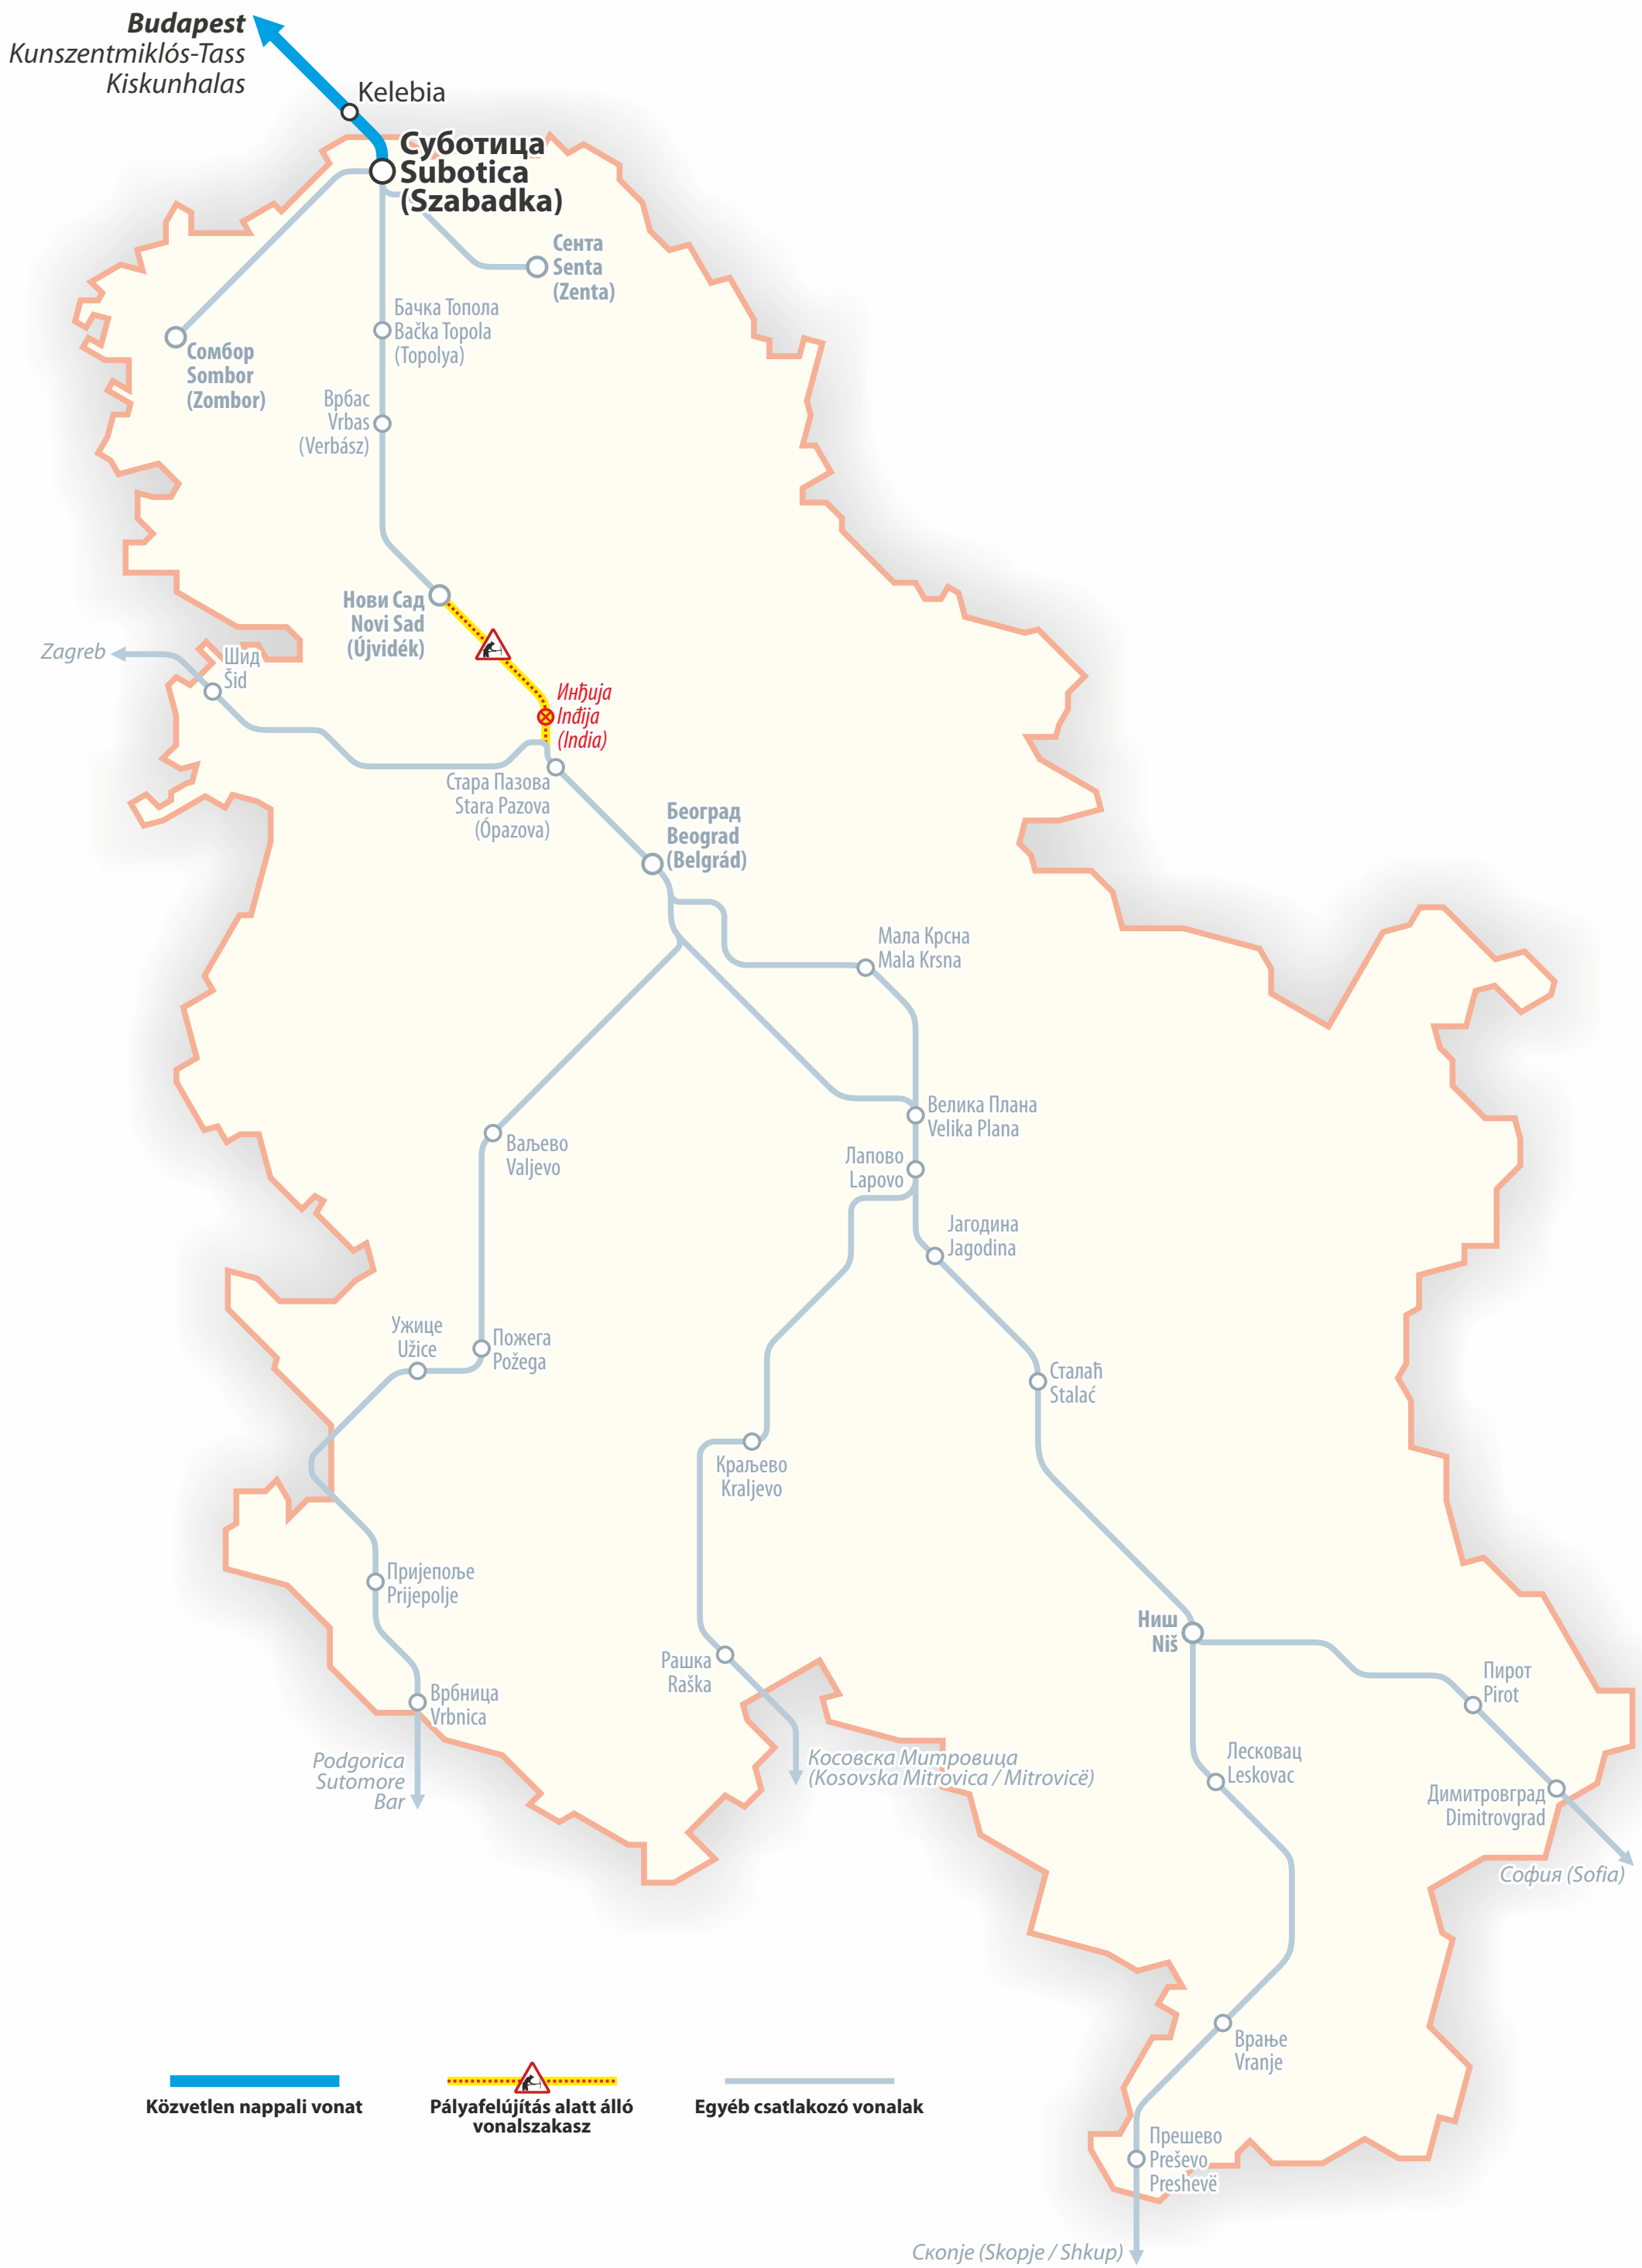 Budapest
Kunszentmiklós-Tass
Kiskunhalas
Kelebia
Суботица
Subotica
(Szabadka)
Сента
Senta
(Zenta)
Бачка Топола
Bačka Topola
(Topolya)
Сомбор
Sombor
(Zombor)
Врбас
Vrbas
(Verbász)
Нови Сад
Novi Sad
(Újvidék)
Zagreb
Шид
Šid
Инђија
Inđija
(India)
Стара Пазова
Stara Pazova
(Ópazova)
Београд
Beograd
(Belgrád)
Мала Крсна
Mala Krsna
Велика Плана
Velika Plana
Ваљево
Valjevo
Лапово
Lapovo
Јагодина
Jagodina
Ужице
Užice
Пожега
Požega
Сталаћ
Stalać
Краљево
Kraljevo
Пријепоље
Prijepolje
Ниш
Niš
Рашка
Raška
Пирот
Pirot
Врбница
Vrbnica
Podgorica
Sutomore
Bar
Косовска Митровица
(Kosovska Mitrovica / Mitrovicë)
Лесковац
Leskovac
Димитровград
Dimitrovgrad
София (Sofia)
Врање
Vranje
Közvetlen nappali vonat
Pályafelújítás alatt álló
vonalszakasz
Egyéb csatlakozó vonalak
Прешево
Preševo
Preshevë
Скопје (Skopje / Shkup)